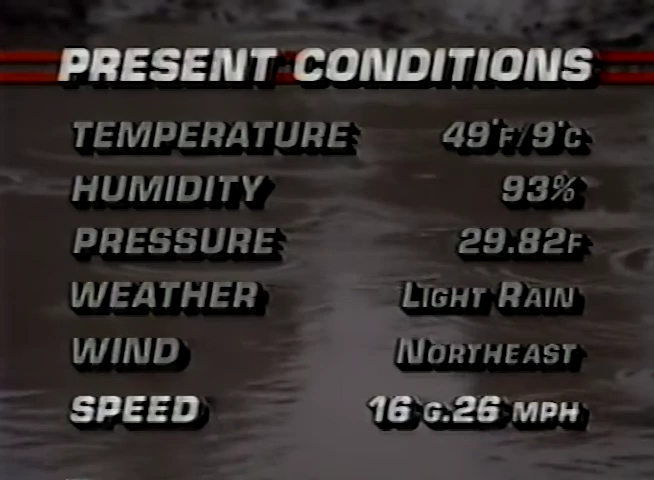 PRESENT CONDITIONS
TEMPERATURE 49°F/9°C
HUMIDITY 93%
PRESSURE 29.82F
WEATHER LIGHT RAIN
WIND NORTHEAST
SPEED 16 G.26 MPH